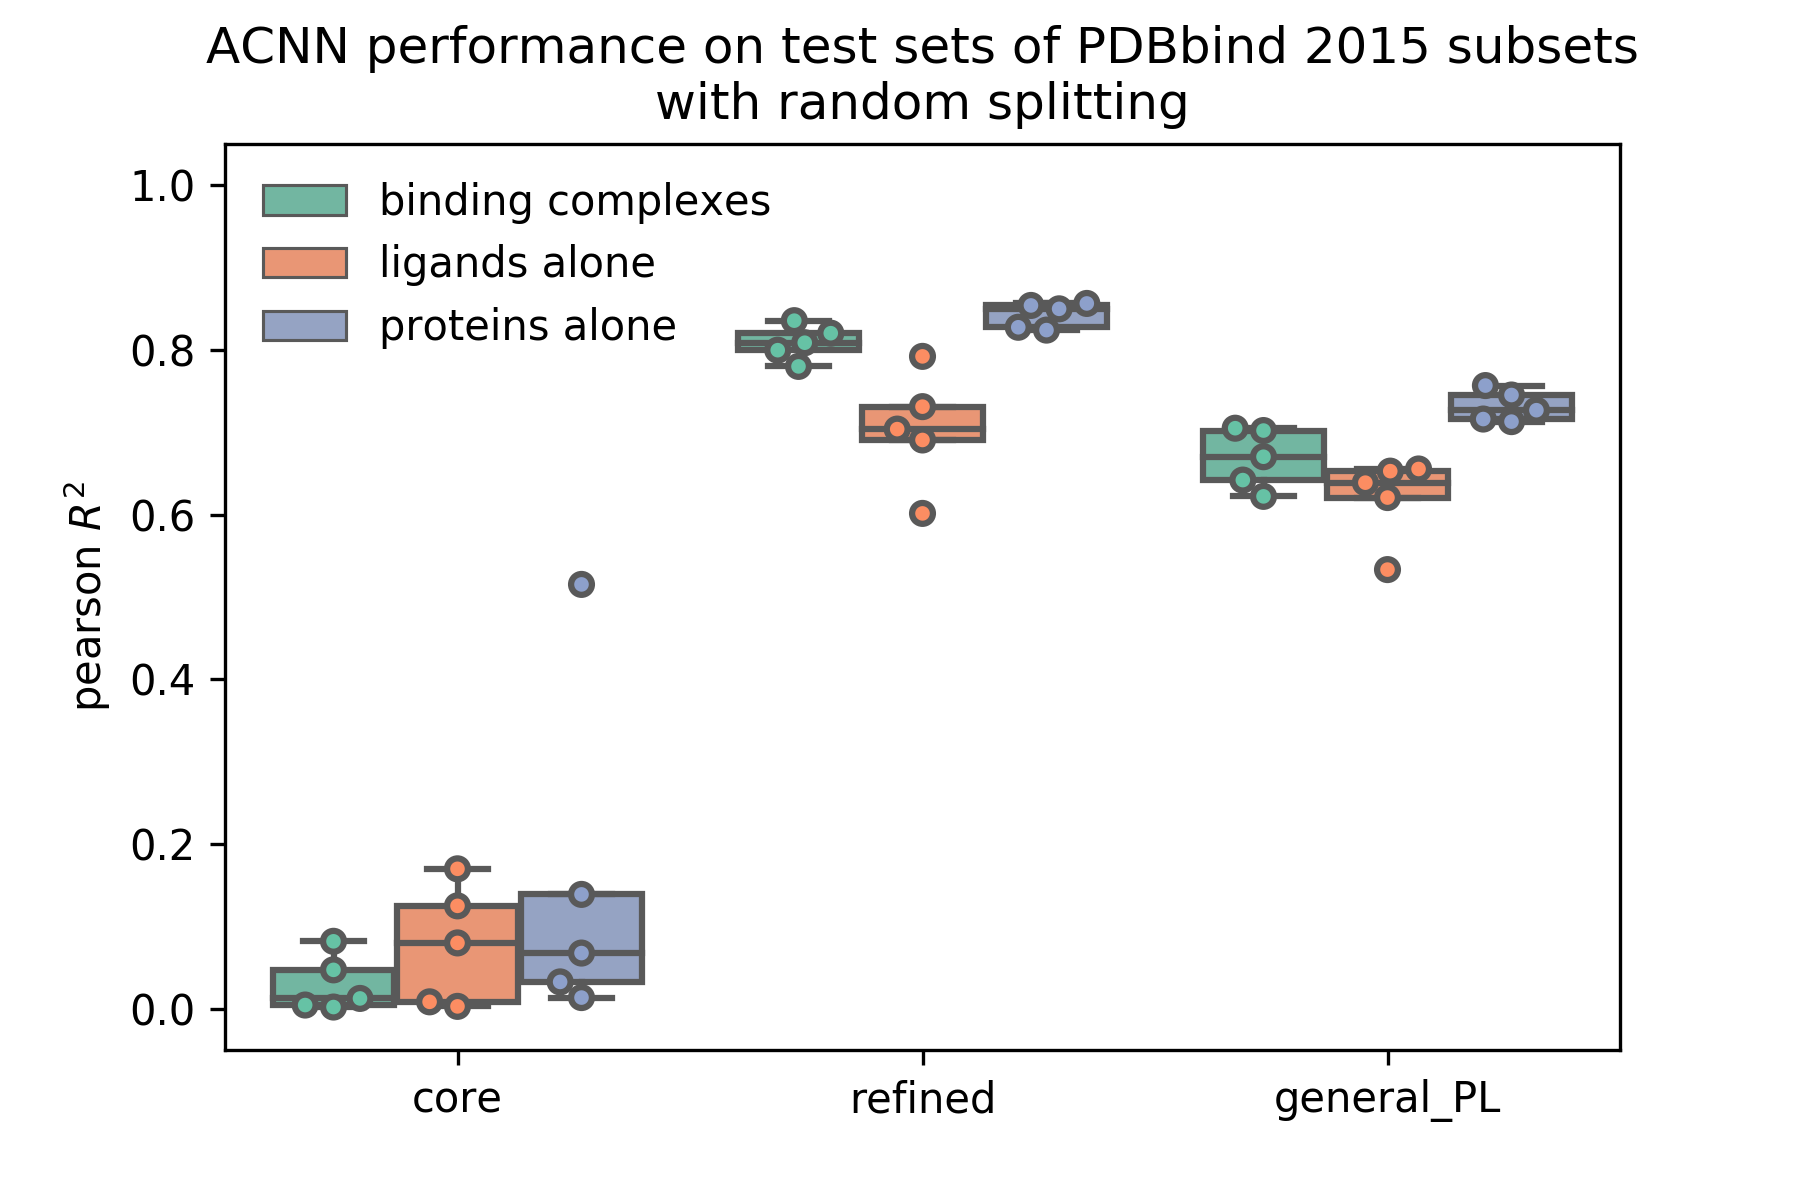 ACNN performance on test sets of PDBbind 2015 subsets
with random splitting
binding complexes
ligands alone
proteins alone
pearson R²
1.0
0.8
0.6
0.4
0.2
0.0
core
refined
general_PL